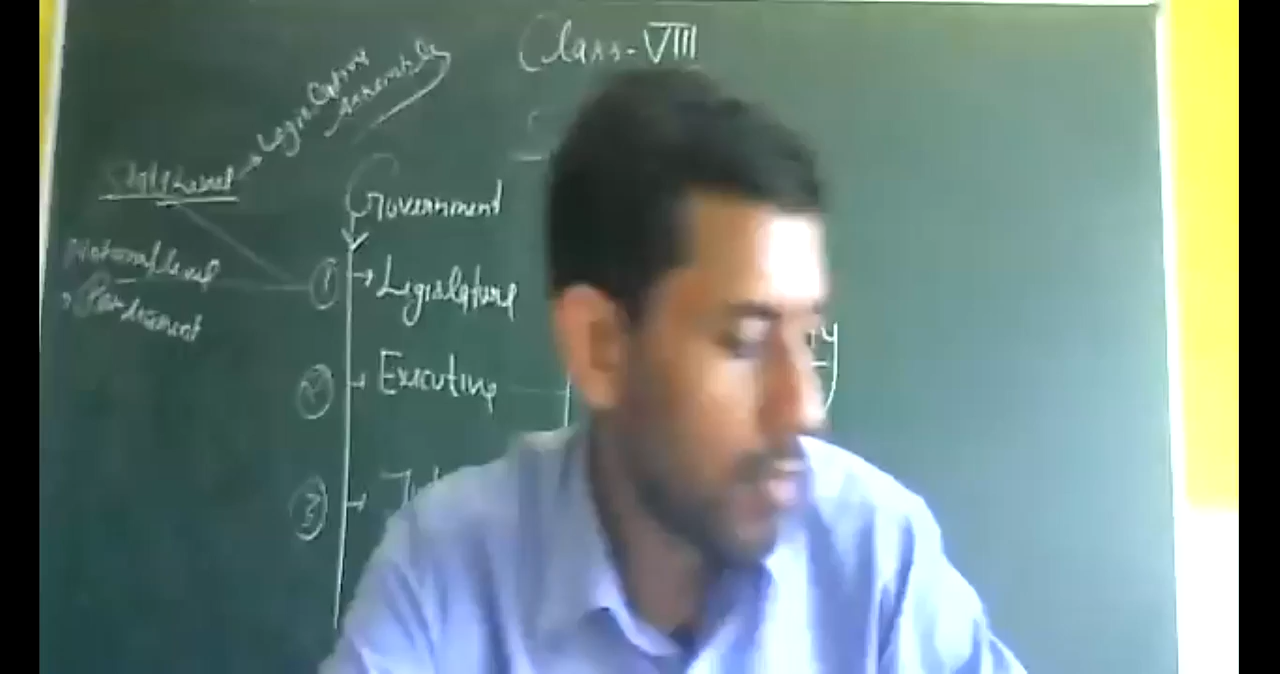 Class-VIII
Legislative
Assembly
State Level
Government
National Level
→ Parliament
① → Legislature
② → Executive
③ →